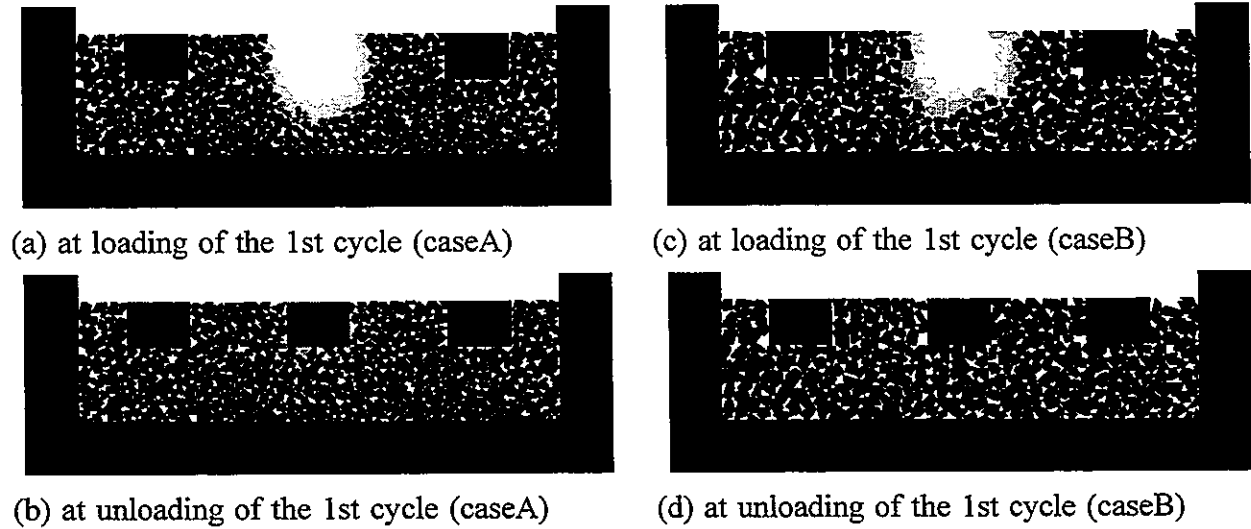 (a) at loading of the 1st cycle (caseA)
(c) at loading of the 1st cycle (caseB)
(b) at unloading of the 1st cycle (caseA)
(d) at unloading of the 1st cycle (caseB)